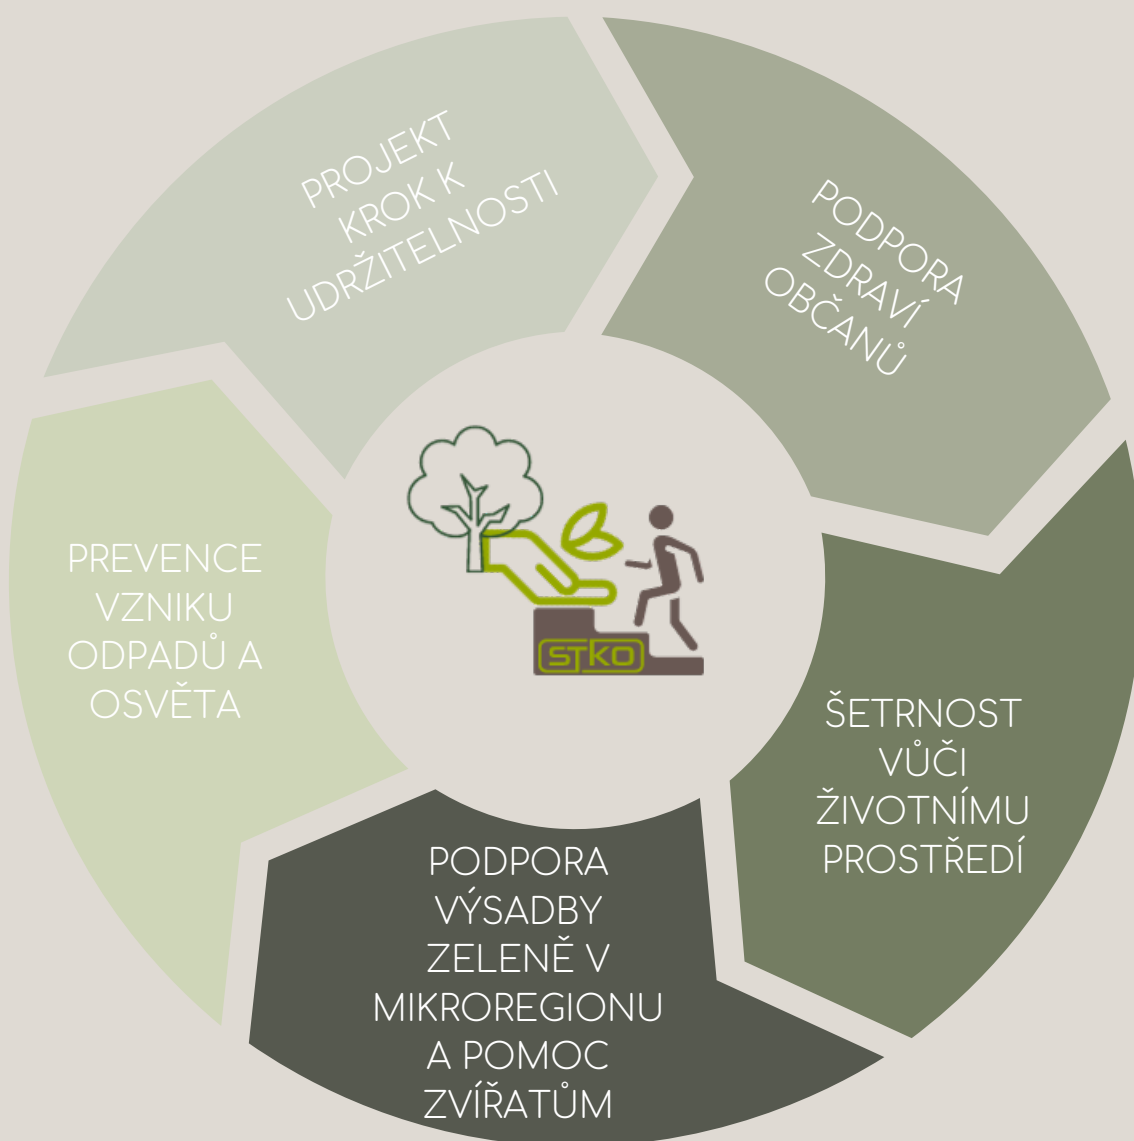 PROJEKT
KROK K
UDRŽITELNOSTI
PODPORA
ZDRAVÍ
OBČANŮ
ŠETRNOST
VŮČI
ŽIVOTNÍMU
PROSTŘEDÍ
PODPORA
VÝSADBY
ZELENĚ V
MIKROREGIONU
A POMOC
ZVÍŘATŮM
PREVENCE
VZNIKU
ODPADŮ A
OSVĚTA
STKO